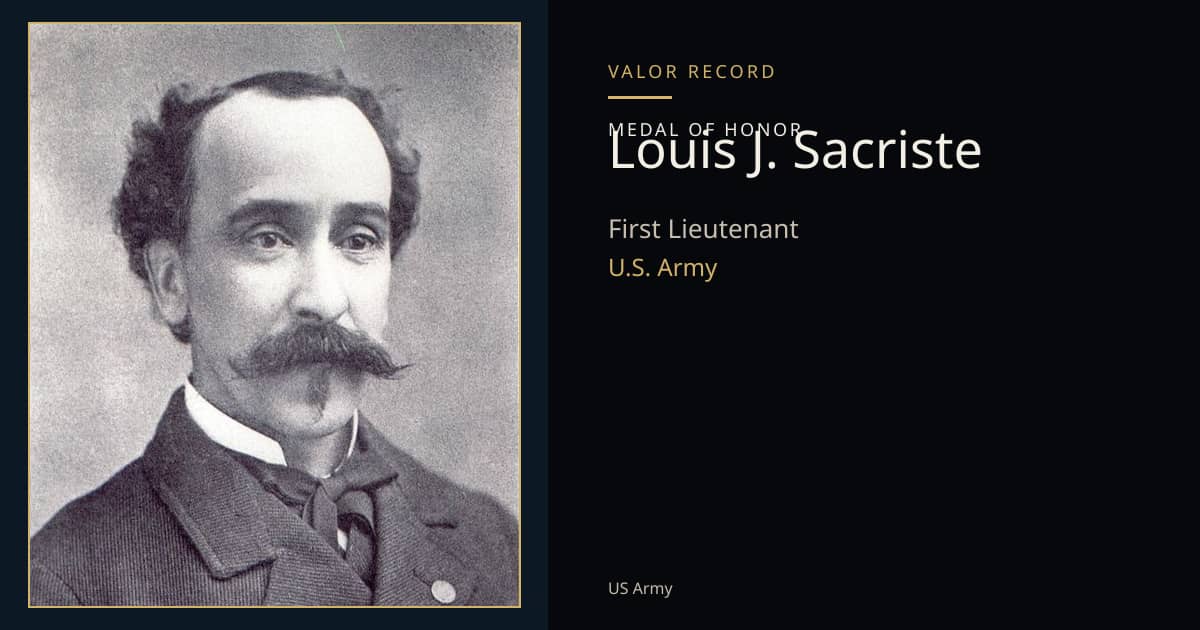 VALOR RECORD
MEDAL OF HONOR
Louis J. Sacriste
First Lieutenant
U.S. Army
US Army